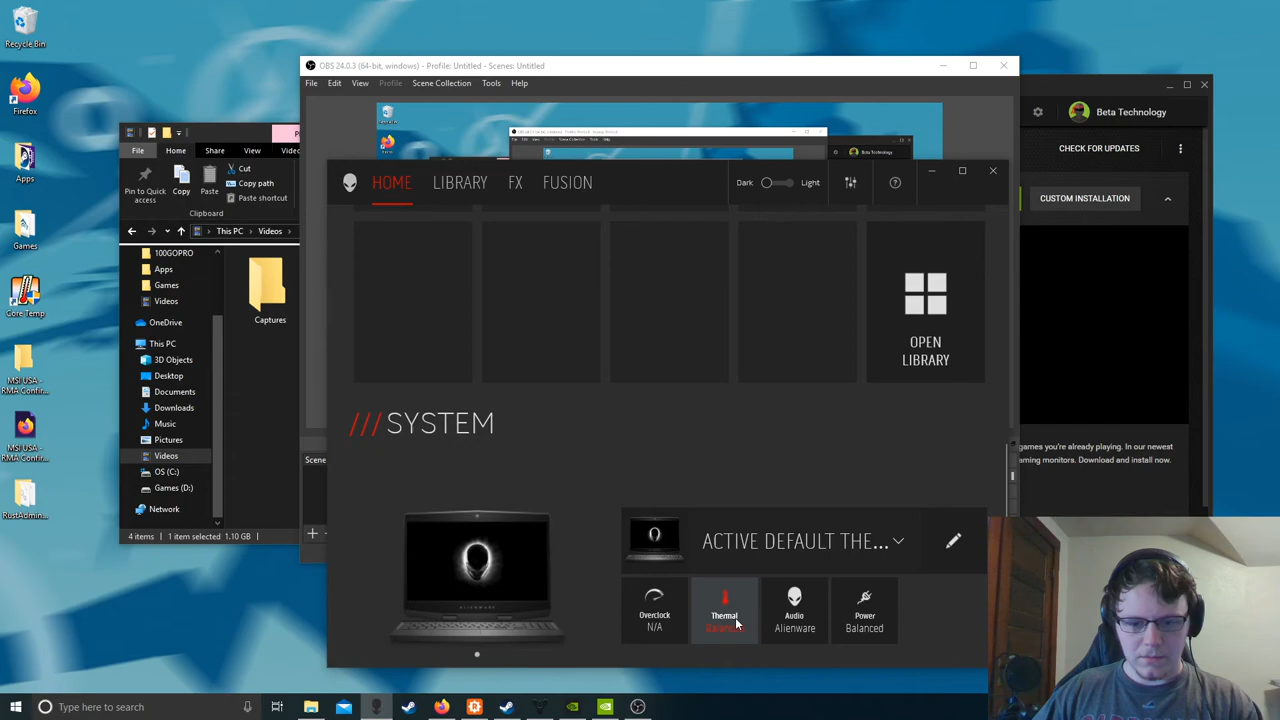 Recycle Bin
Firefox
Apps
Games
Core Temp
MSI USA -
RMA Confir...
MSI USA -
RMA Confir...
RustAdmin...
OBS 24.0.3 (64-bit, windows) - Profile: Untitled - Scenes: Untitled
File Edit View Profile Scene Collection Tools Help
File Home Share View Video
Pin to Quick
access
Copy
Paste
Cut
Copy path
Paste shortcut
Clipboard
This PC > Videos >
100GOPRO
Apps
Games
Videos
OneDrive
This PC
3D Objects
Desktop
Documents
Downloads
Music
Pictures
Videos
OS (C:)
Games (D:)
Network
Captures
4 items 1 item selected 1.10 GB
Scene
HOME LIBRARY FX FUSION
Dark Light
OPEN
LIBRARY
///SYSTEM
ALIENWARE
ACTIVE DEFAULT THE...
Overclock
N/A
Thermal
Balanced
Audio
Alienware
Power
Balanced
Beta Technology
CHECK FOR UPDATES
CUSTOM INSTALLATION
games you're already playing. In our newest
aming monitors. Download and install now.
Type here to search